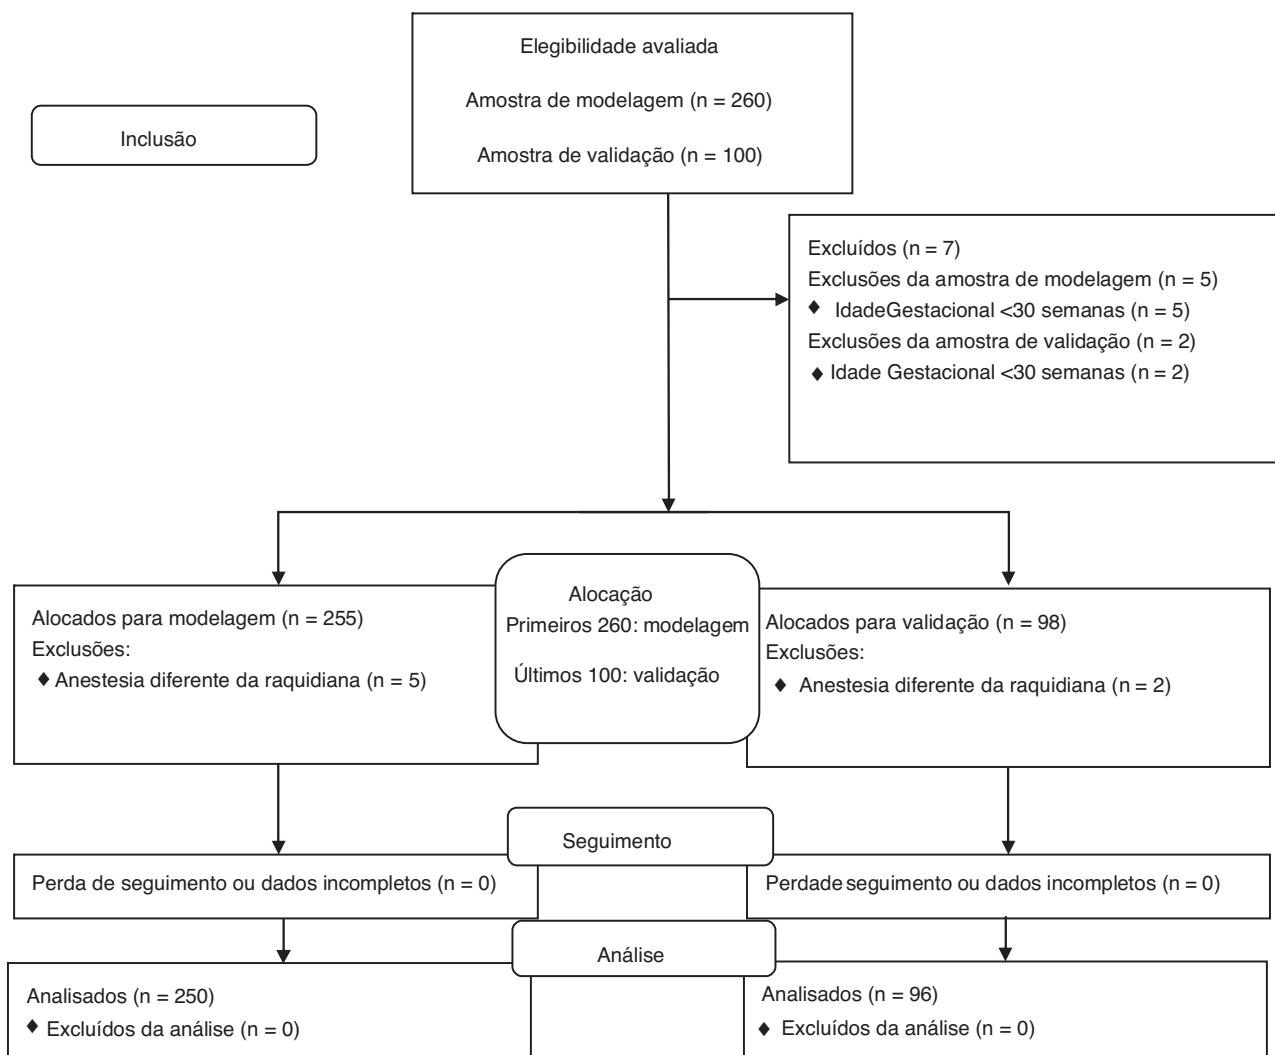 Elegibilidade avaliada
Amostra de modelagem (n = 260)
Amostra de validação (n = 100)
Inclusão
Excluídos (n = 7)
Exclusões da amostra de modelagem (n = 5)
♦ IdadeGestacional <30 semanas (n = 5)
Exclusões da amostra de validação (n = 2)
♦ Idade Gestacional <30 semanas (n = 2)
Alocados para modelagem (n = 255)
Exclusões:
♦ Anestesia diferente da raquidiana (n = 5)
Alocação
Primeiros 260: modelagem
Últimos 100: validação
Alocados para validação (n = 98)
Exclusões:
♦ Anestesia diferente da raquidiana (n = 2)
Seguimento
Perda de seguimento ou dados incompletos (n = 0)
Perdade seguimento ou dados incompletos (n = 0)
Análise
Analisados (n = 250)
♦ Excluídos da análise (n = 0)
Analisados (n = 96)
♦ Excluídos da análise (n = 0)